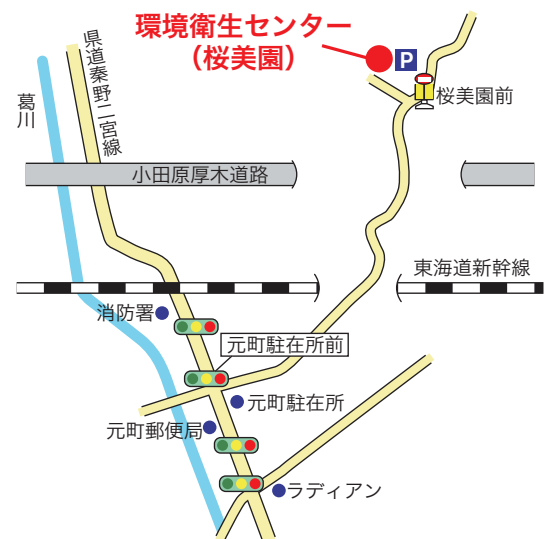 環境衛生センター
（桜美園）
P
県道秦野二宮線
葛川
桜美園前
小田原厚木道路
東海道新幹線
消防署
元町駐在所前
元町駐在所
元町郵便局
ラディアン